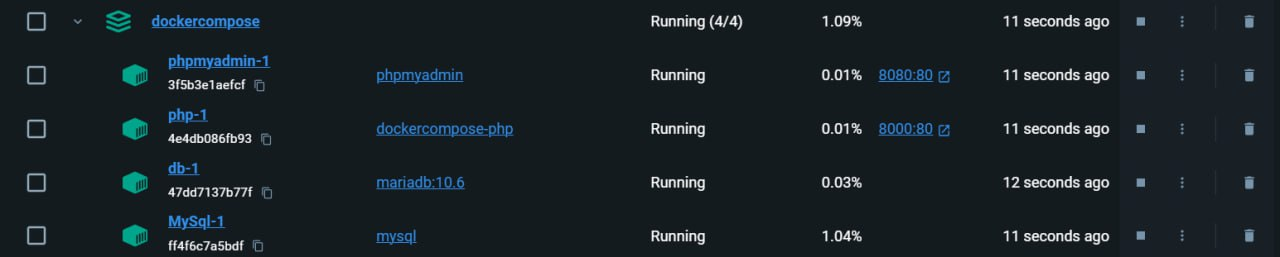 dockercompose Running (4/4) 1.09% 11 seconds ago
phpmyadmin-1
3f5b3e1aefcf phpmyadmin Running 0.01% 8080:80 11 seconds ago
php-1
4e4db086fb93 dockercompose-php Running 0.01% 8000:80 11 seconds ago
db-1
47dd7137b77f mariadb:10.6 Running 0.03% 12 seconds ago
MySql-1
ff4f6c7a5bdf mysql Running 1.04% 11 seconds ago